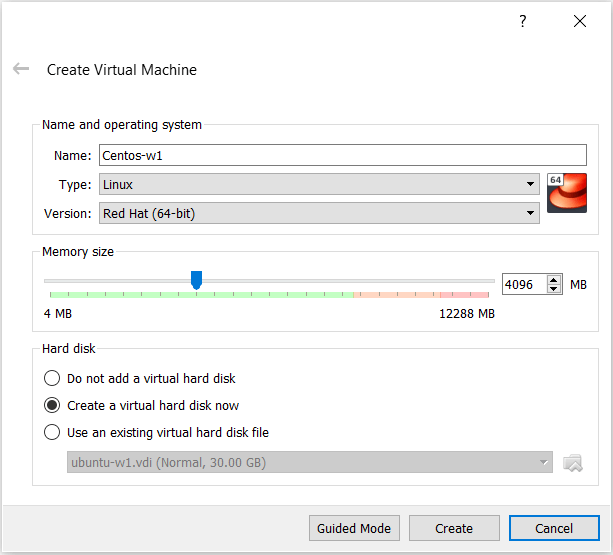 ?
Create Virtual Machine
Name and operating system
Name: Centos-w1
Type: Linux
64
Version: Red Hat (64-bit)
Memory size
4096 MB
4 MB 12288 MB
Hard disk
Do not add a virtual hard disk
Create a virtual hard disk now
Use an existing virtual hard disk file
ubuntu-w1.vdi (Normal, 30.00 GB)
Guided Mode Create Cancel